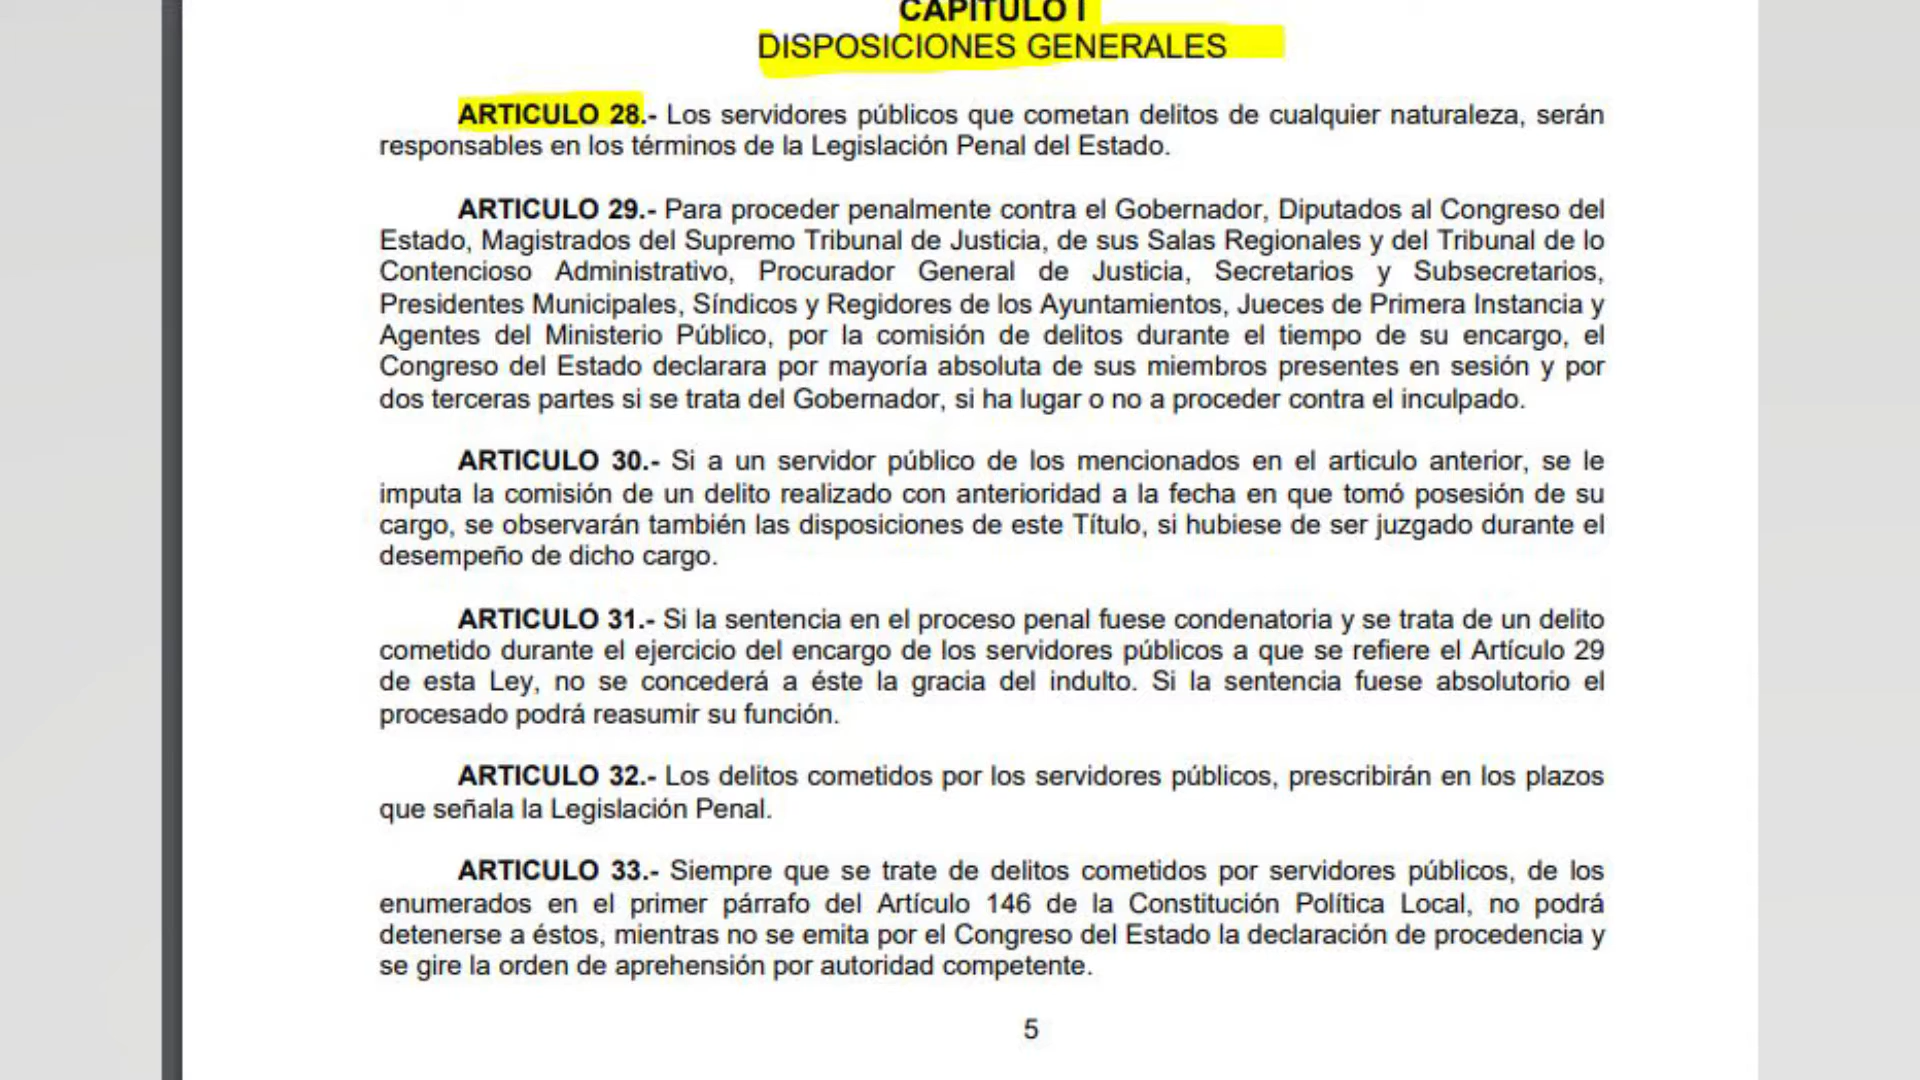 CAPITULO I
DISPOSICIONES GENERALES
ARTICULO 28.- Los servidores públicos que cometan delitos de cualquier naturaleza, serán
responsables en los términos de la Legislación Penal del Estado.
ARTICULO 29.- Para proceder penalmente contra el Gobernador, Diputados al Congreso del
Estado, Magistrados del Supremo Tribunal de Justicia, de sus Salas Regionales y del Tribunal de lo
Contencioso Administrativo, Procurador General de Justicia, Secretarios y Subsecretarios,
Presidentes Municipales, Síndicos y Regidores de los Ayuntamientos, Jueces de Primera Instancia y
Agentes del Ministerio Público, por la comisión de delitos durante el tiempo de su encargo, el
Congreso del Estado declarara por mayoría absoluta de sus miembros presentes en sesión y por
dos terceras partes si se trata del Gobernador, si ha lugar o no a proceder contra el inculpado.
ARTICULO 30.- Si a un servidor público de los mencionados en el articulo anterior, se le
imputa la comisión de un delito realizado con anterioridad a la fecha en que tomó posesión de su
cargo, se observarán también las disposiciones de este Título, si hubiese de ser juzgado durante el
desempeño de dicho cargo.
ARTICULO 31.- Si la sentencia en el proceso penal fuese condenatoria y se trata de un delito
cometido durante el ejercicio del encargo de los servidores públicos a que se refiere el Artículo 29
de esta Ley, no se concederá a éste la gracia del indulto. Si la sentencia fuese absolutorio el
procesado podrá reasumir su función.
ARTICULO 32.- Los delitos cometidos por los servidores públicos, prescribirán en los plazos
que señala la Legislación Penal.
ARTICULO 33.- Siempre que se trate de delitos cometidos por servidores públicos, de los
enumerados en el primer párrafo del Artículo 146 de la Constitución Política Local, no podrá
detenerse a éstos, mientras no se emita por el Congreso del Estado la declaración de procedencia y
se gire la orden de aprehensión por autoridad competente.
5